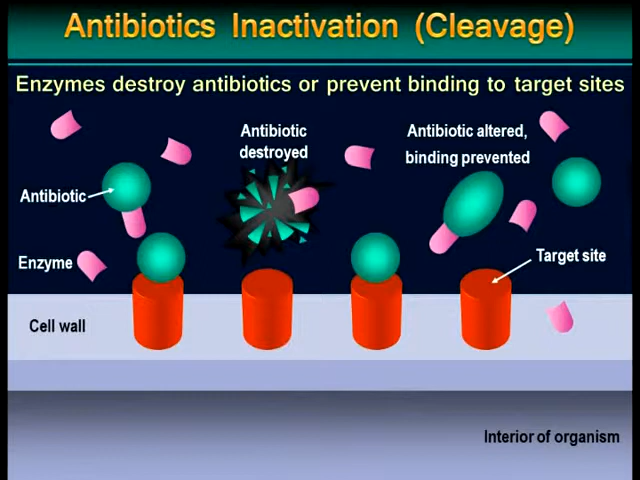 Antibiotics Inactivation (Cleavage)
Enzymes destroy antibiotics or prevent binding to target sites
Antibiotic
destroyed
Antibiotic altered,
binding prevented
Antibiotic
Enzyme
Target site
Cell wall
Interior of organism